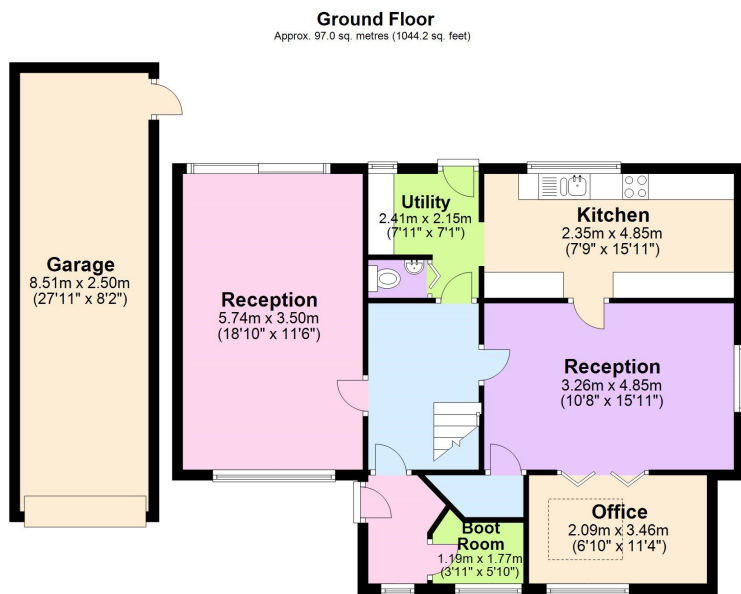 Ground Floor
Approx. 97.0 sq. metres (1044.2 sq. feet)
Garage
8.51m x 2.50m
(27'11" x 8'2")
Reception
5.74m x 3.50m
(18'10" x 11'6")
Utility
2.41m x 2.15m
(7'11" x 7'1")
Kitchen
2.35m x 4.85m
(7'9" x 15'11")
Reception
3.26m x 4.85m
(10'8" x 15'11")
Boot
Room
1.19m x 1.77m
(3'11" x 5'10")
Office
2.09m x 3.46m
(6'10" x 11'4")